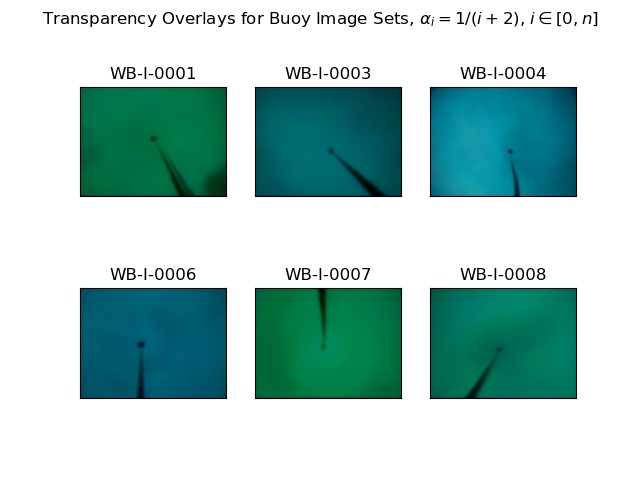 Transparency Overlays for Buoy Image Sets, $\alpha_i = 1/(i + 2)$, $i \in [0, n]$
WB-I-0001 WB-I-0003 WB-I-0004
WB-I-0006 WB-I-0007 WB-I-0008